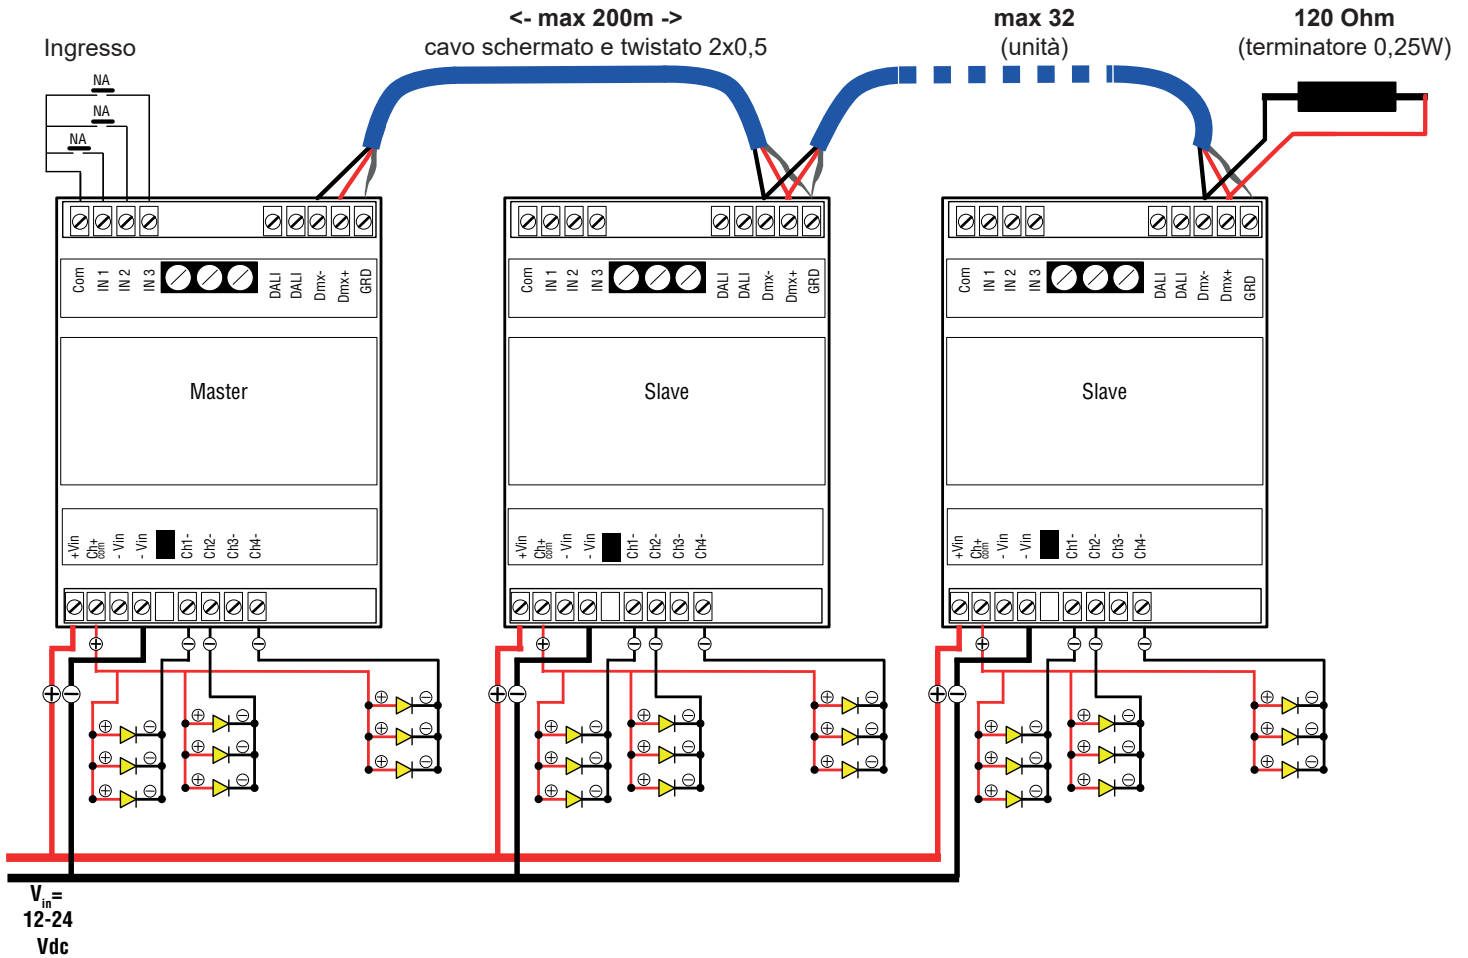 <- max 200m ->
cavo schermato e twistato 2x0,5
max 32
(unità)
120 Ohm
(terminatore 0,25W)
Ingresso
NA
NA
NA
Com
IN 1
IN 2
IN 3
DALI
DALI
Dmx-
Dmx+
GRD
Master
+Vin
Ch+
com
- Vin
- Vin
Ch1-
Ch2-
Ch3-
Ch4-
Com
IN 1
IN 2
IN 3
DALI
DALI
Dmx-
Dmx+
GRD
Slave
+Vin
Ch+
com
- Vin
- Vin
Ch1-
Ch2-
Ch3-
Ch4-
Com
IN 1
IN 2
IN 3
DALI
DALI
Dmx-
Dmx+
GRD
Slave
+Vin
Ch+
com
- Vin
- Vin
Ch1-
Ch2-
Ch3-
Ch4-
Vin=
12-24
Vdc